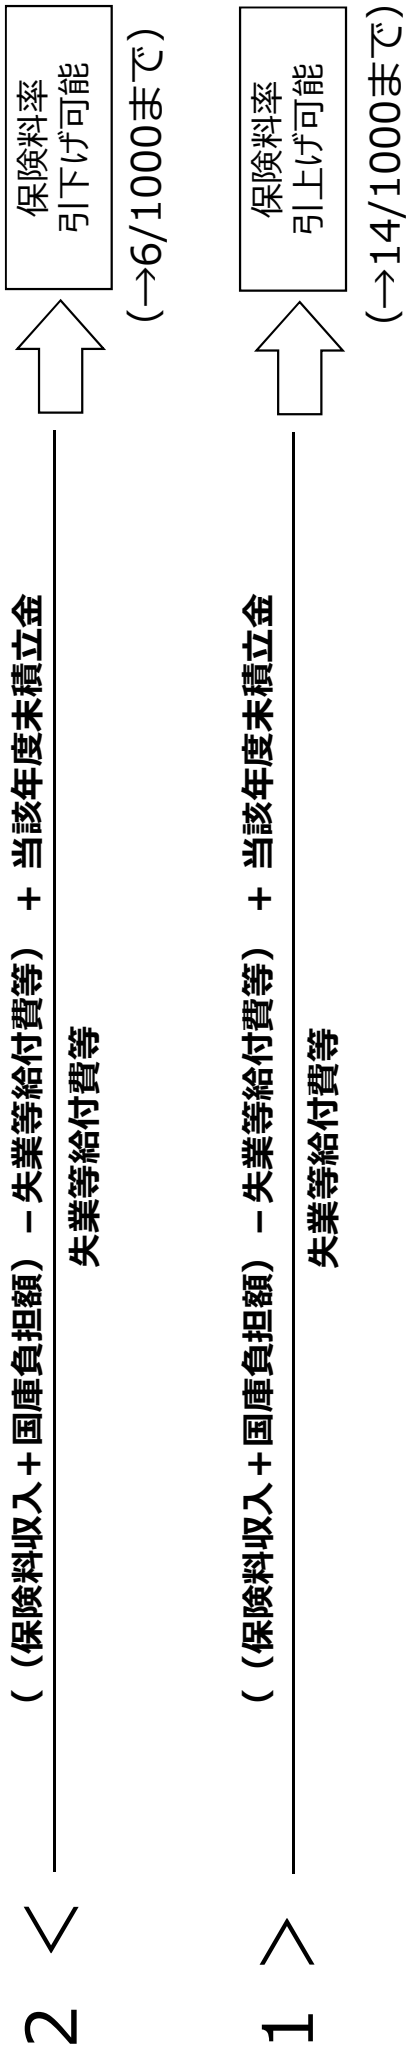 2 ＜
（（保険料収入＋国庫負担額）－失業等給付費等） ＋ 当該年度末積立金
失業等給付費等
保険料率
引下げ可能
(→6/1000まで)
1 ＞
（（保険料収入＋国庫負担額）－失業等給付費等） ＋ 当該年度末積立金
失業等給付費等
保険料率
引上げ可能
(→14/1000まで)